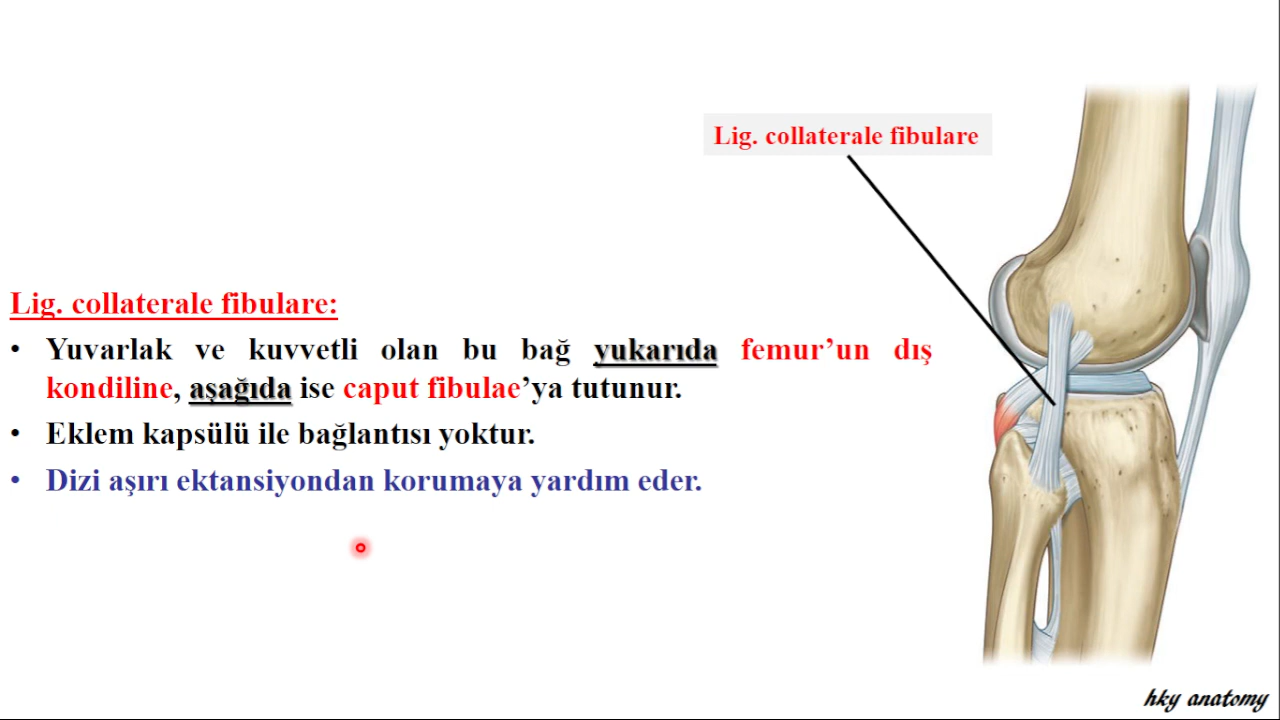 Lig. collaterale fibulare
Lig. collaterale fibulare:
• Yuvarlak ve kuvvetli olan bu bağ yukarıda femur’un dış
kondiline, aşağıda ise caput fibulae’ya tutunur.
• Eklem kapsülü ile bağlantısı yoktur.
• Dizi aşırı ektansiyondan korumaya yardım eder.
hky anatomy